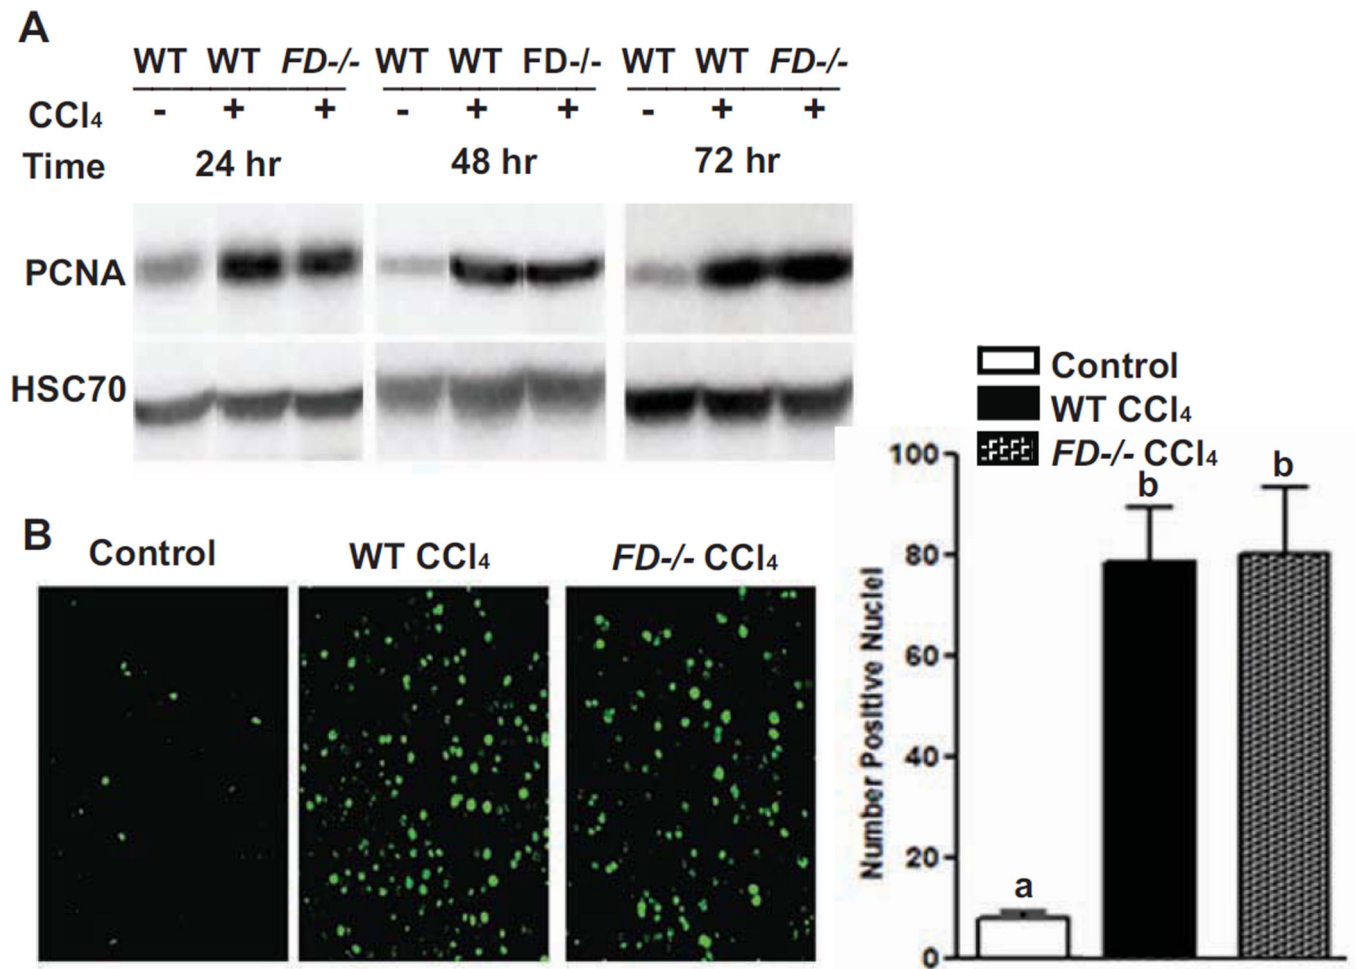 A
WT WT FD-/- WT WT FD-/- WT WT FD-/-
CCl4 - + + - + + - + +
Time 24 hr 48 hr 72 hr
PCNA
HSC70
Control
WT CCl4
FD-/- CCl4
B
Control WT CCl4 FD-/- CCl4
Number Positive Nuclei
100
80
60
40
20
0
a
b
b